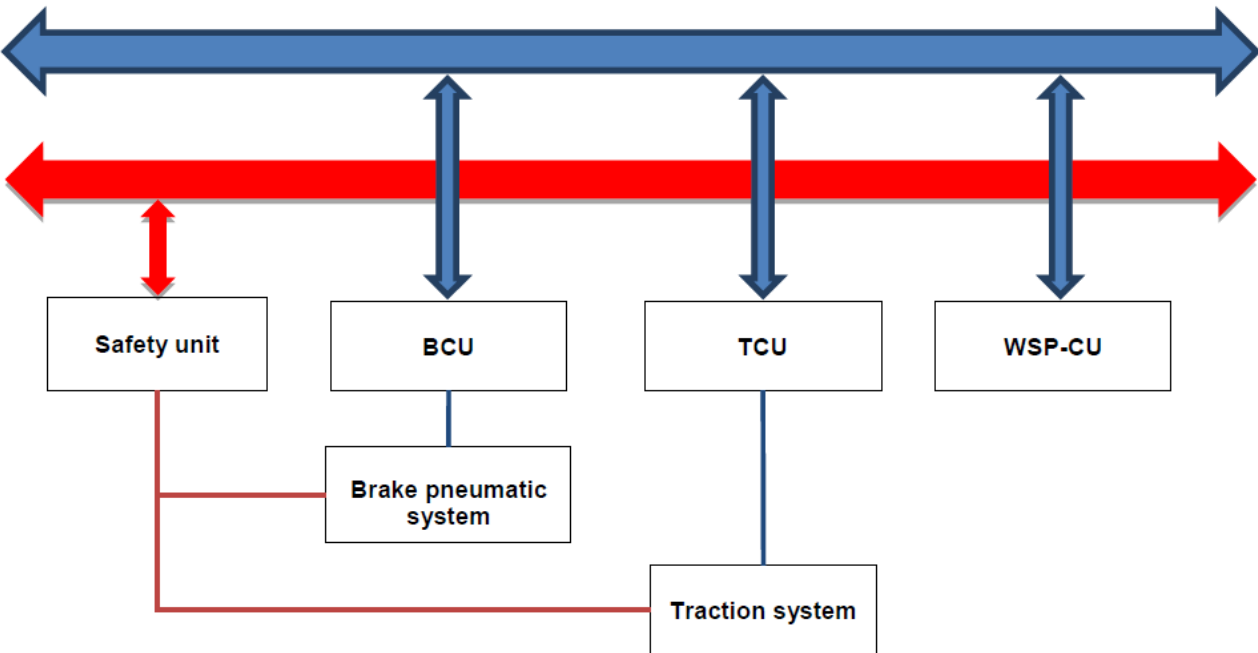 Safety unit
BCU
TCU
WSP-CU
Brake pneumatic
system
Traction system